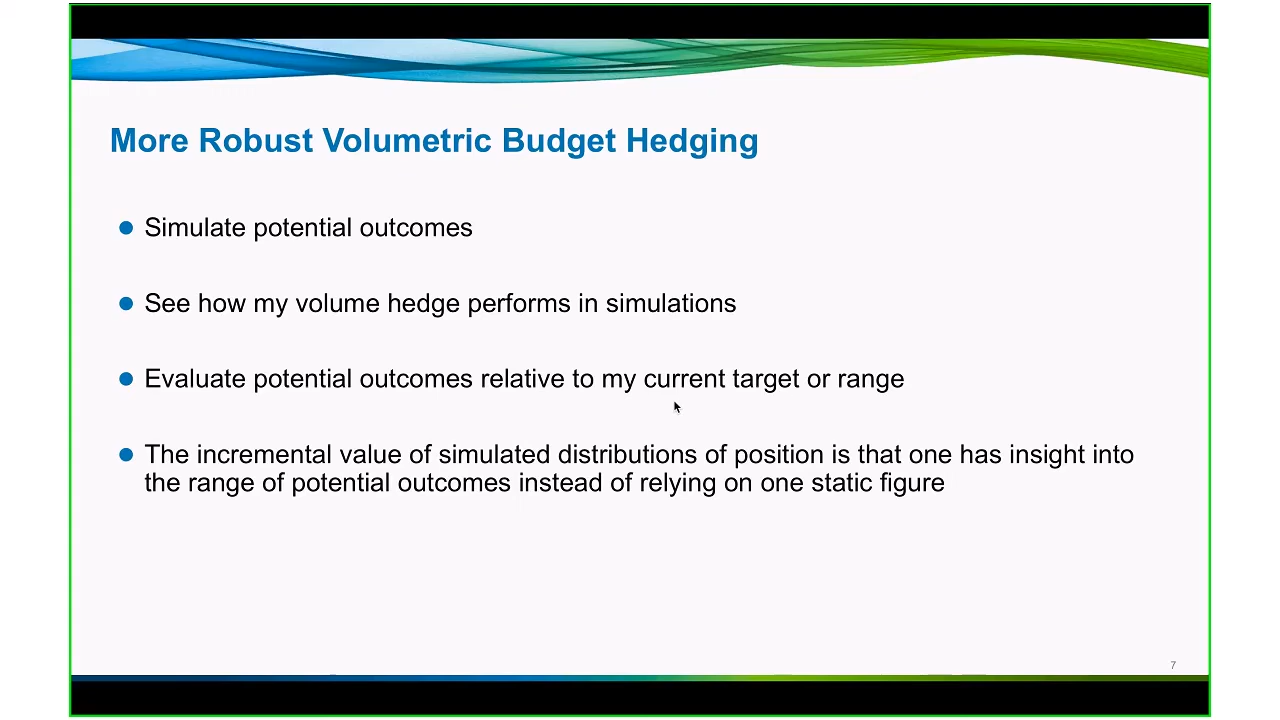 More Robust Volumetric Budget Hedging
Simulate potential outcomes
See how my volume hedge performs in simulations
Evaluate potential outcomes relative to my current target or range
The incremental value of simulated distributions of position is that one has insight into
the range of potential outcomes instead of relying on one static figure
7